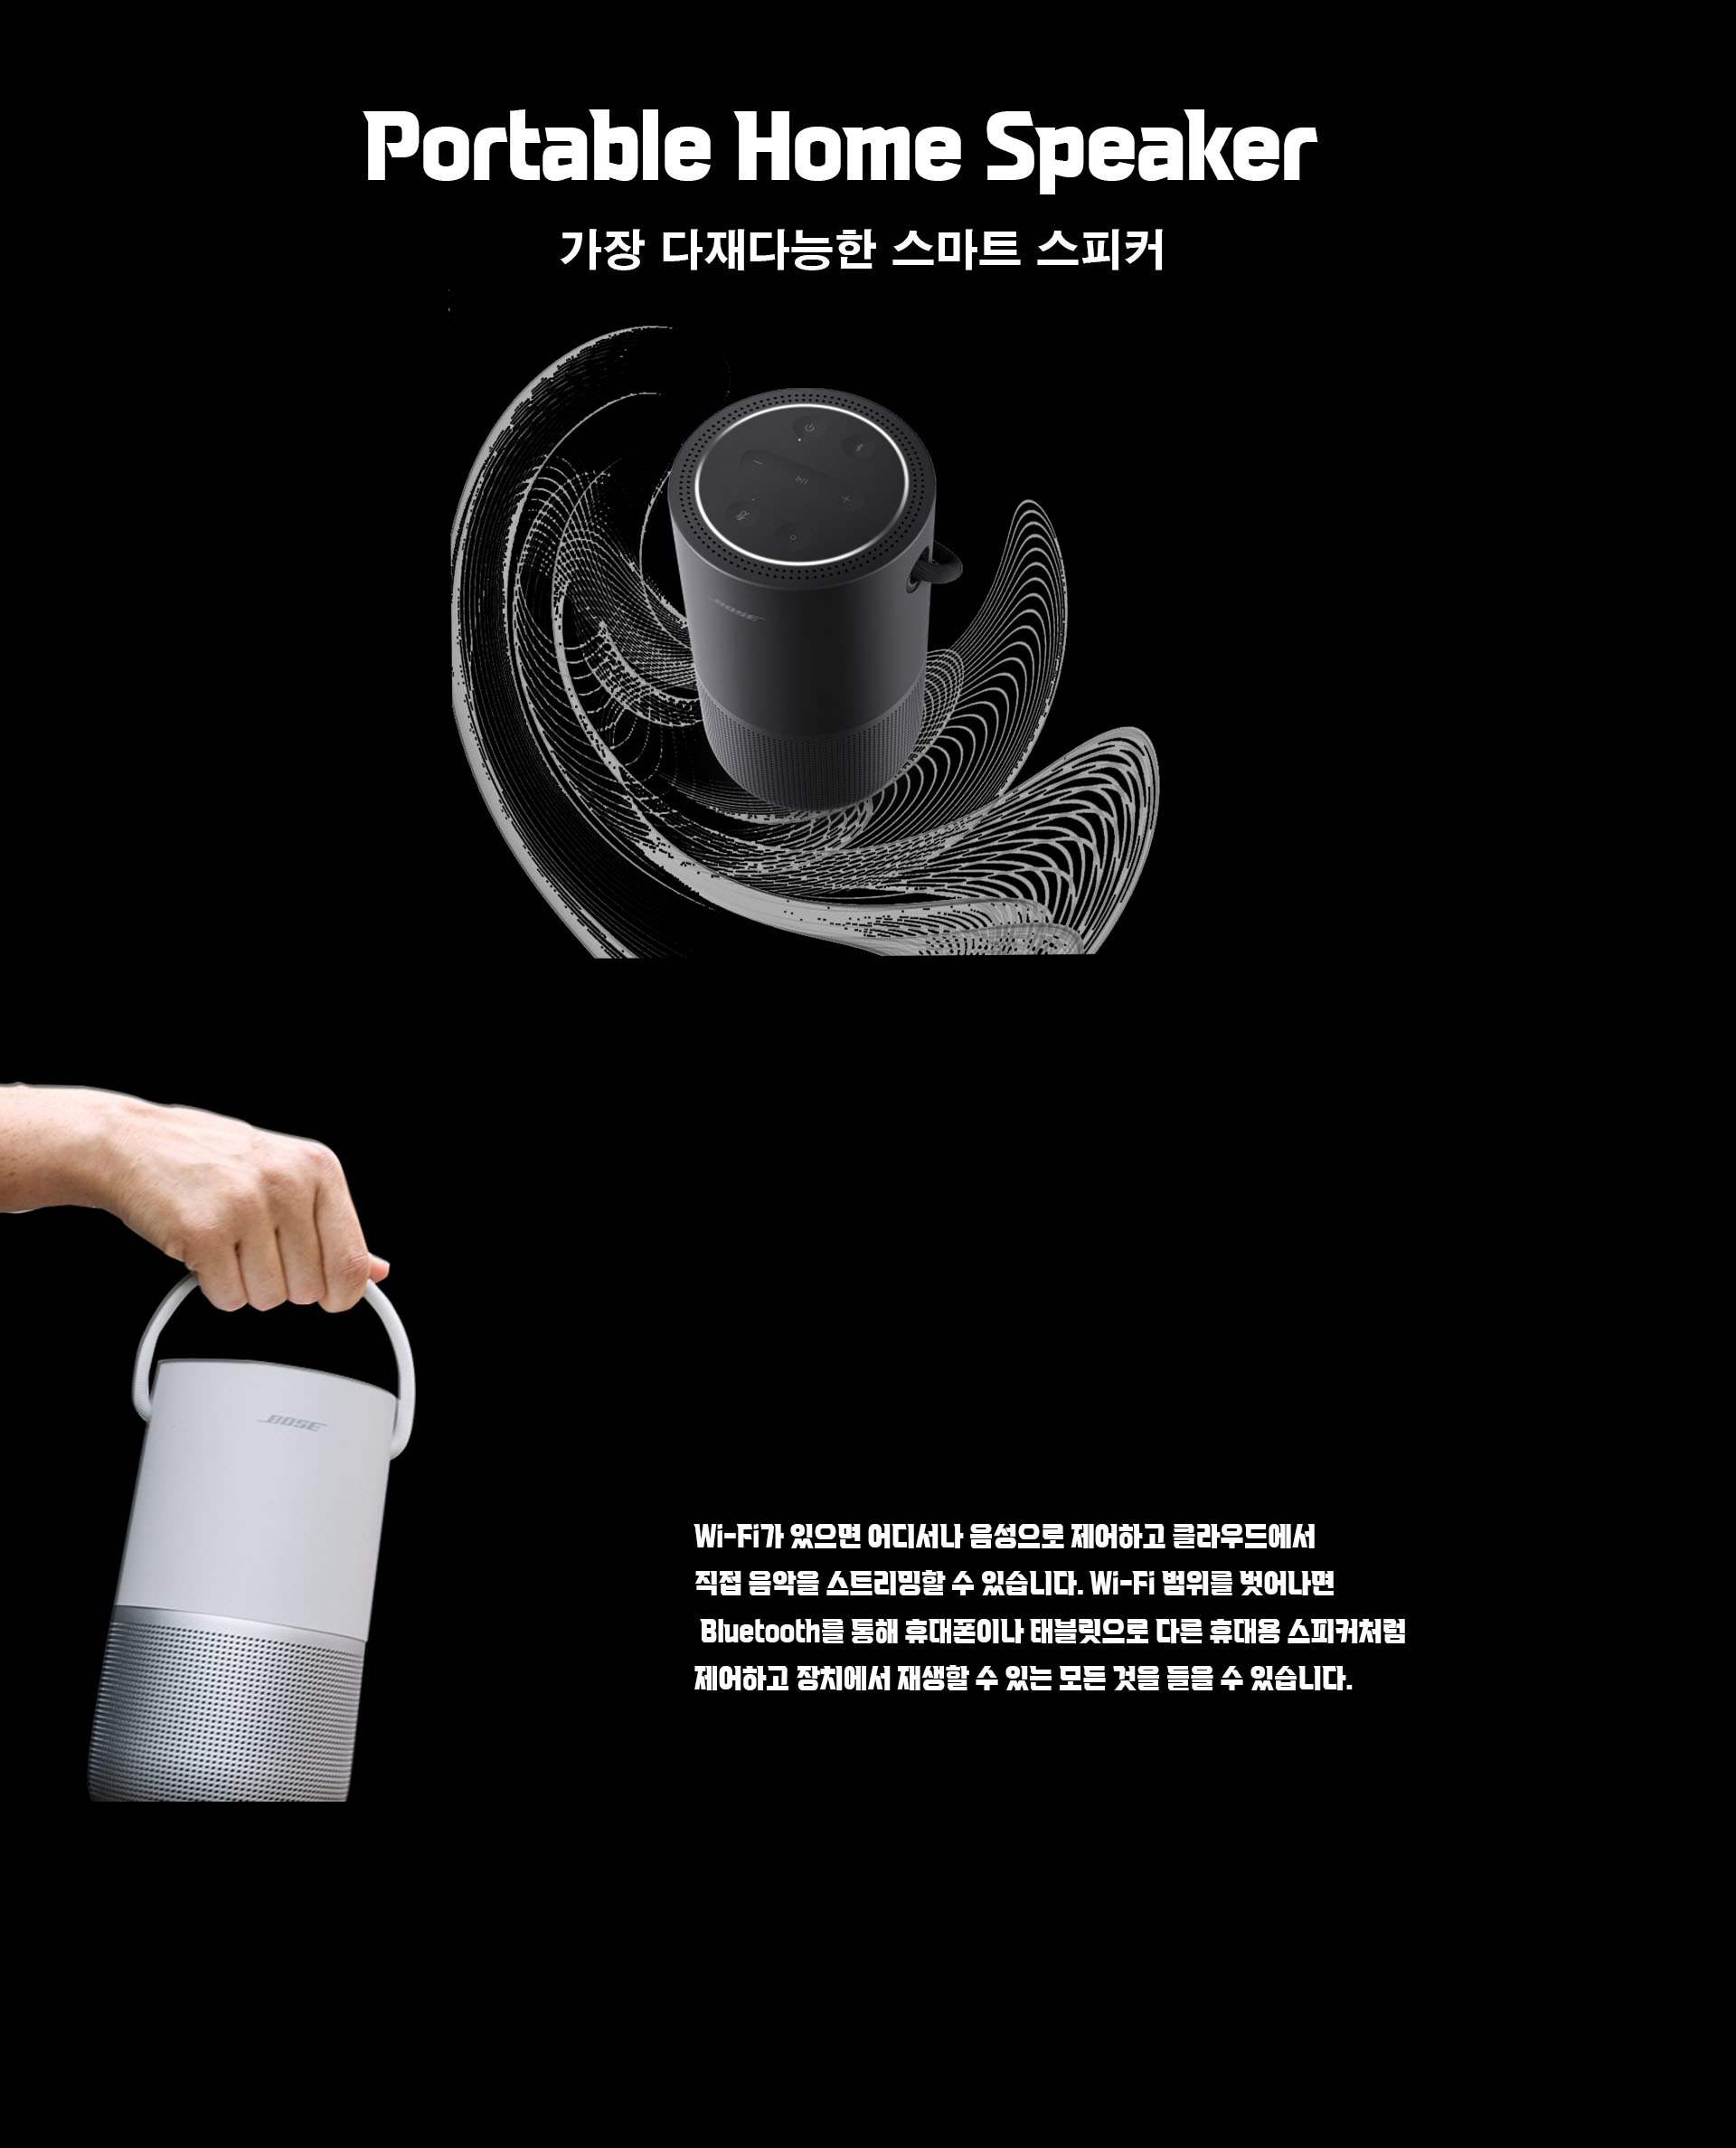 Portable Home Speaker
가장 다재다능한 스마트 스피커
BOSE
BOSE
Wi-Fi가 있으면 어디서나 음성으로 제어하고 클라우드에서
직접 음악을 스트리밍할 수 있습니다. Wi-Fi 범위를 벗어나면
Bluetooth를 통해 휴대폰이나 태블릿으로 다른 휴대용 스피커처럼
제어하고 장치에서 재생할 수 있는 모든 것을 들을 수 있습니다.